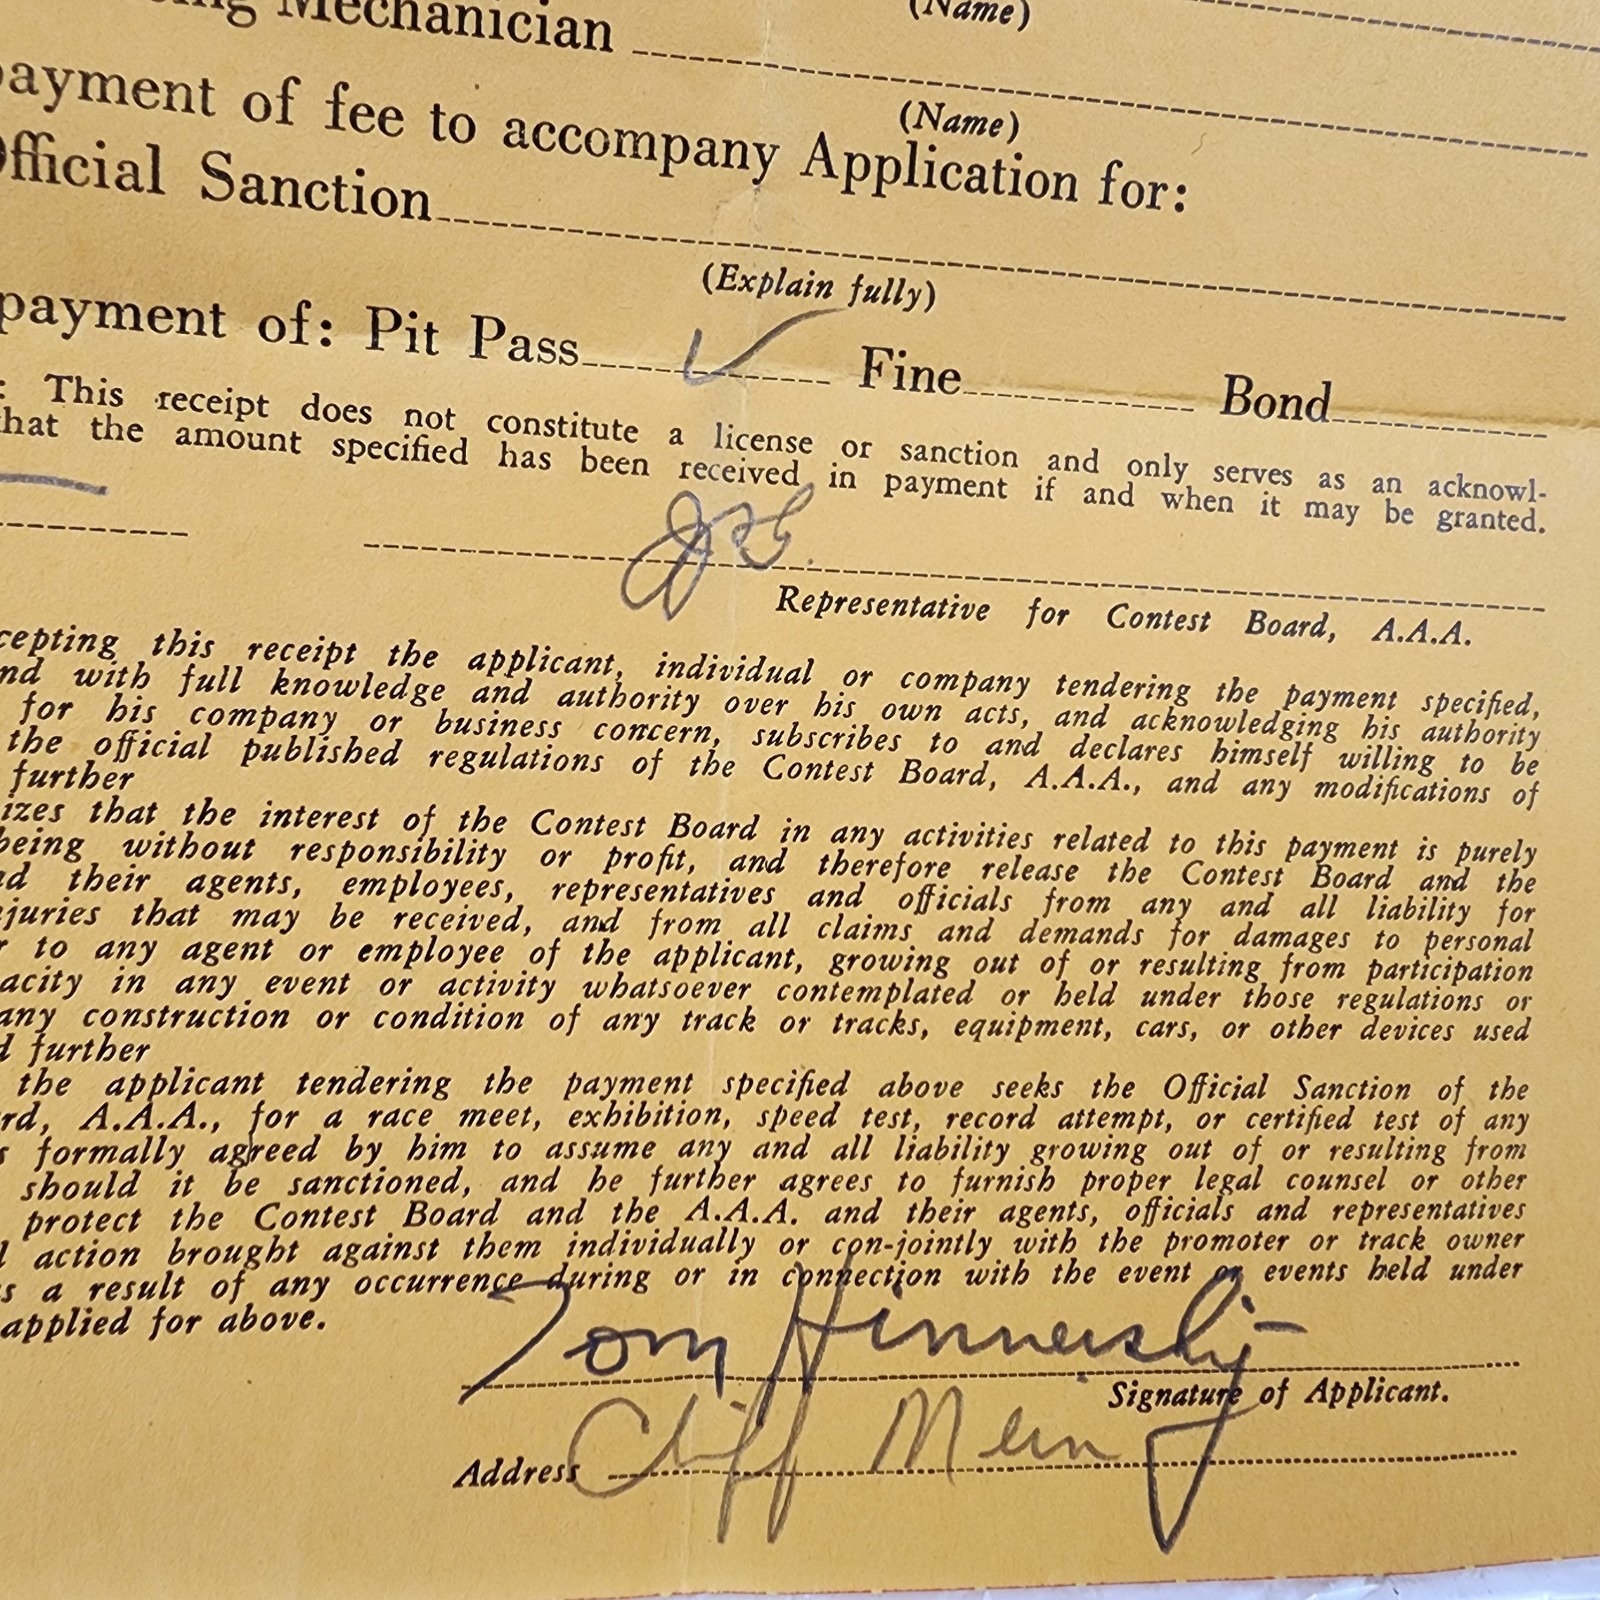 Mechanician
(Name)
payment of fee to accompany Application for:
(Name)
Official Sanction
(Explain fully)
payment of: Pit Pass ✓ Fine Bond
: This receipt does not constitute a license or sanction and only serves as an acknowl-
that the amount specified has been received in payment if and when it may be granted.
Representative for Contest Board, A.A.A.
cepting this receipt the applicant, individual or company tendering the payment specified,
nd with full knowledge and authority over his own acts, and acknowledging his authority
for his company or business concern, subscribes to and declares himself willing to be
the official published regulations of the Contest Board, A.A.A., and any modifications of
further
izes that the interest of the Contest Board in any activities related to this payment is purely
being without responsibility or profit, and therefore release the Contest Board and the
d their agents, employees, representatives and officials from any and all liability for
juries that may be received, and from all claims and demands for damages to personal
r to any agent or employee of the applicant, growing out of or resulting from participation
acity in any event or activity whatsoever contemplated or held under those regulations or
any construction or condition of any track or tracks, equipment, cars, or other devices used
d further
the applicant tendering the payment specified above seeks the Official Sanction of the
rd, A.A.A., for a race meet, exhibition, speed test, record attempt, or certified test of any
s formally agreed by him to assume any and all liability growing out of or resulting from
should it be sanctioned, and he further agrees to furnish proper legal counsel or other
protect the Contest Board and the A.A.A. and their agents, officials and representatives
l action brought against them individually or con-jointly with the promoter or track owner
s a result of any occurrence during or in connection with the event or events held under
applied for above.
Tom
Signature of Applicant.
Address Cliff